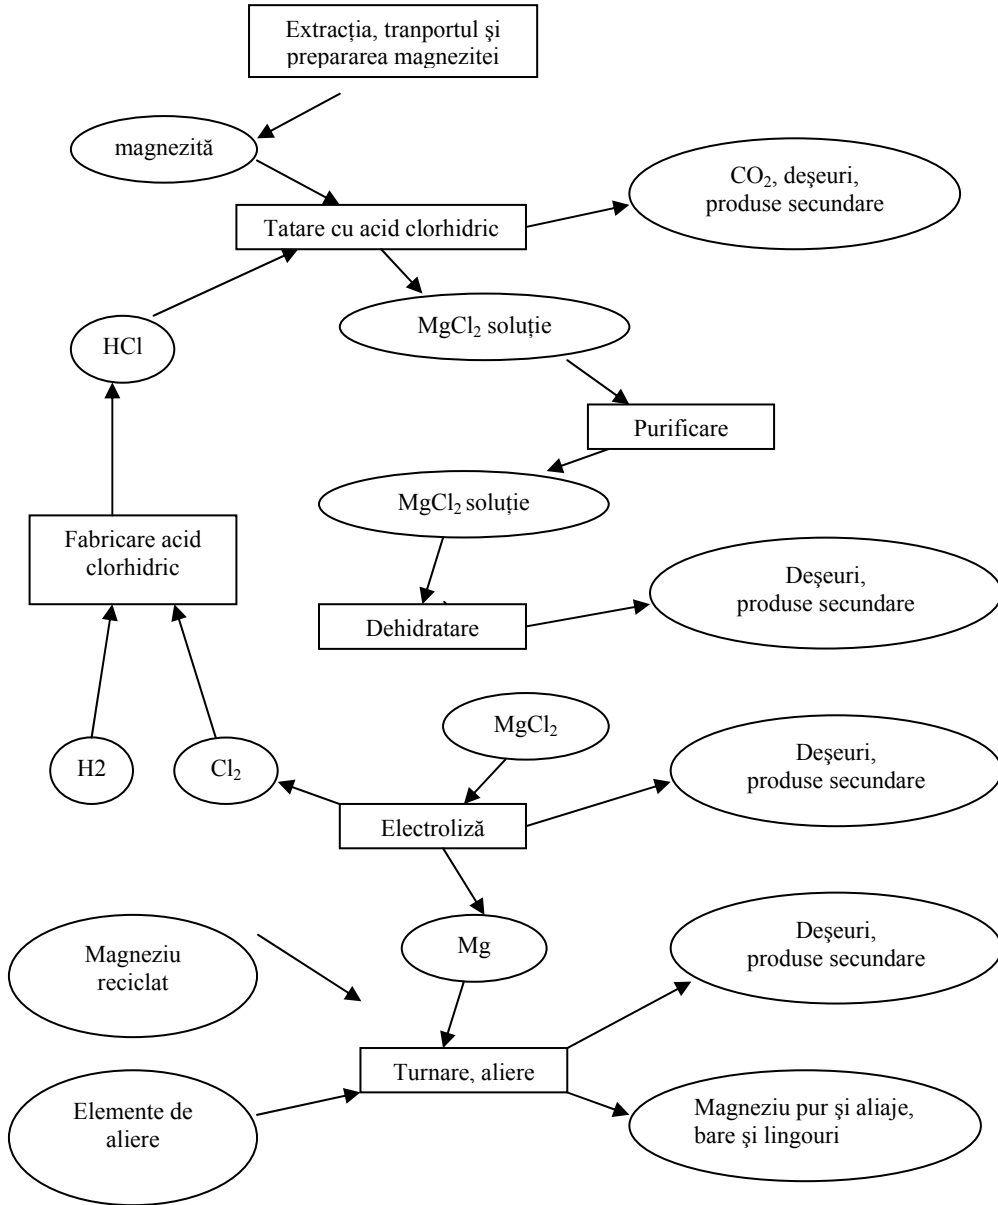 Extracția, tranportul şi
prepararea magnezitei
magnezită
CO₂, deşeuri,
produse secundare
Tatare cu acid clorhidric
MgCl₂ soluție
HCl
Purificare
MgCl₂ soluție
Fabricare acid
clorhidric
Deşeuri,
produse secundare
Dehidratare
MgCl₂
H2
Cl₂
Deşeuri,
produse secundare
Electroliză
Mg
Deşeuri,
produse secundare
Magneziu
reciclat
Turnare, aliere
Elemente de
aliere
Magneziu pur şi aliaje,
bare şi lingouri